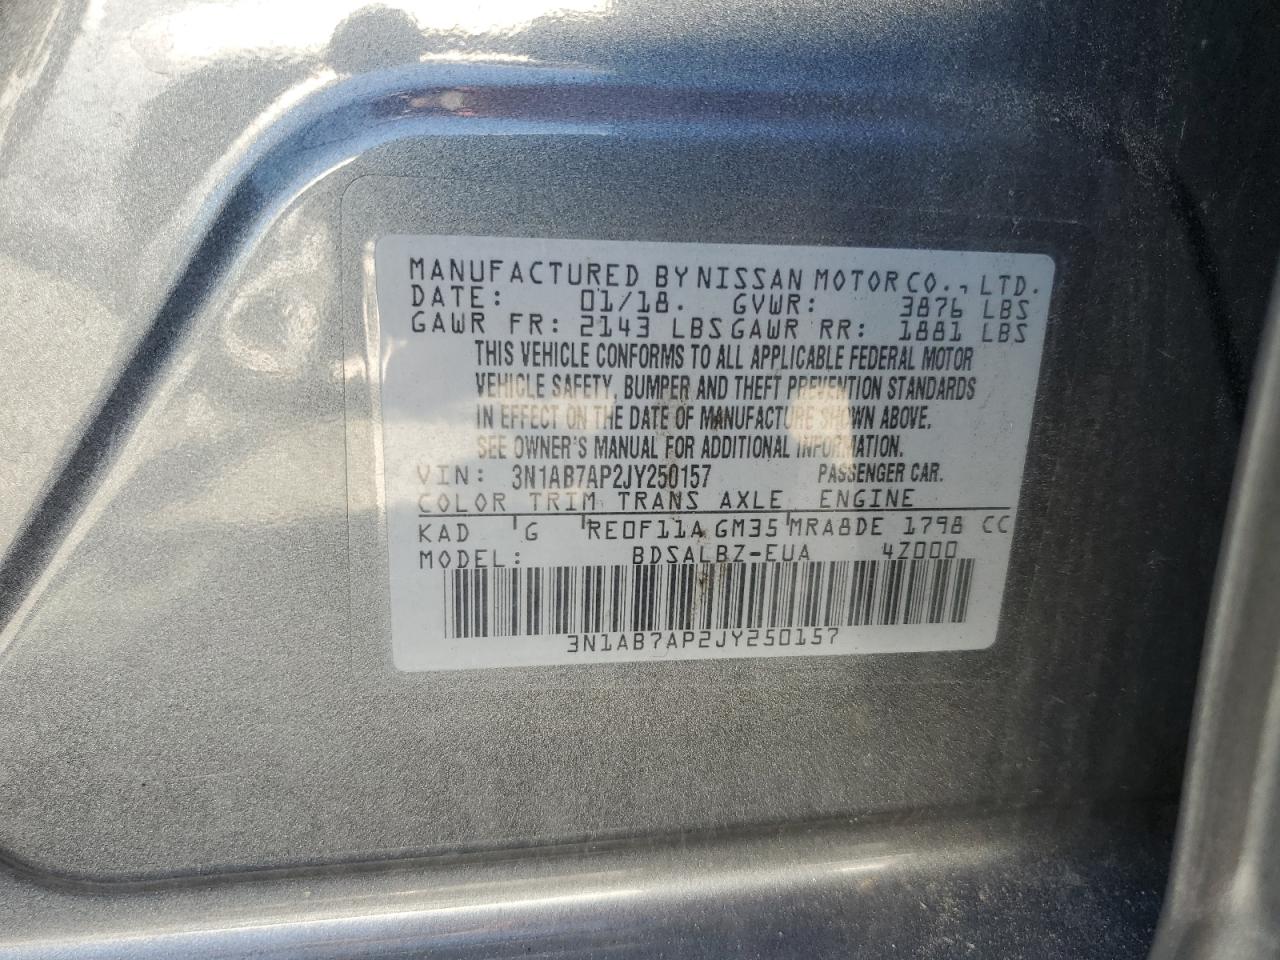 MANUFACTURED BY NISSAN MOTOR CO., LTD.
DATE: 01/18. GVWR: 3876 LBS
GAWR FR: 2143 LBS GAWR RR: 1881 LBS
THIS VEHICLE CONFORMS TO ALL APPLICABLE FEDERAL MOTOR
VEHICLE SAFETY, BUMPER AND THEFT PREVENTION STANDARDS
IN EFFECT ON THE DATE OF MANUFACTURE SHOWN ABOVE.
SEE OWNER'S MANUAL FOR ADDITIONAL INFORMATION.
VIN: 3N1AB7AP2JY250157 PASSENGER CAR.
COLOR TRIM TRANS AXLE ENGINE
KAD G RE0F11A GM35 MRA8DE 1798 CC
MODEL: BDSALBZ-EUA 4Z000
3N1AB7AP2JY250157